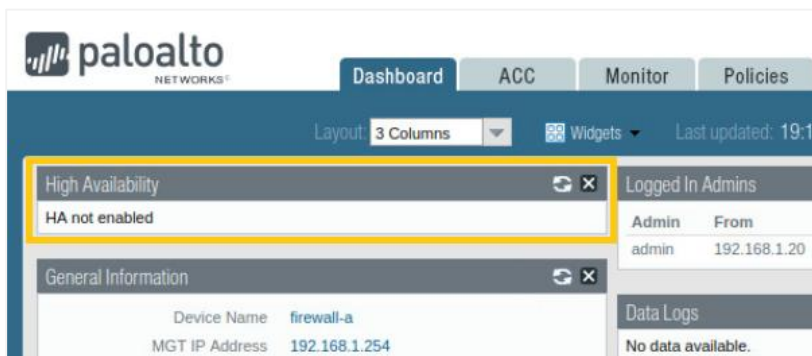 paloalto
NETWORKS®
Dashboard ACC Monitor Policies
Layout: 3 Columns Widgets Last updated: 19:1
High Availability
HA not enabled
Logged In Admins
Admin From
admin 192.168.1.20
General Information
Device Name firewall-a
MGT IP Address 192.168.1.254
Data Logs
No data available.